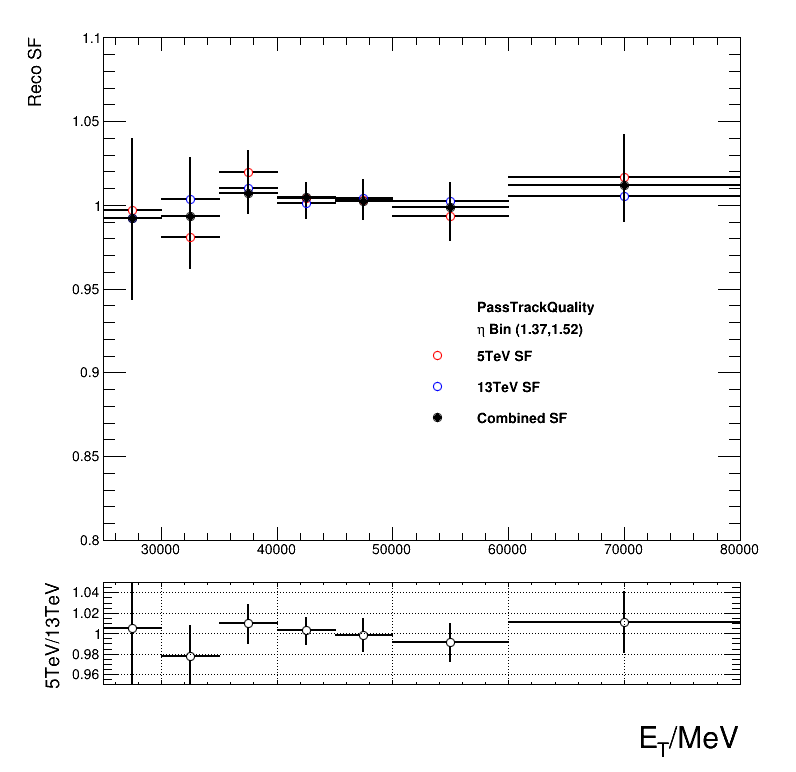 Reco SF
1.1
1.05
1
0.95
0.9
0.85
0.8
PassTrackQuality
η Bin (1.37,1.52)
5TeV SF
13TeV SF
Combined SF
30000 40000 50000 60000 70000 80000
5TeV/13TeV
1.04
1.02
1
0.98
0.96
E_T/MeV